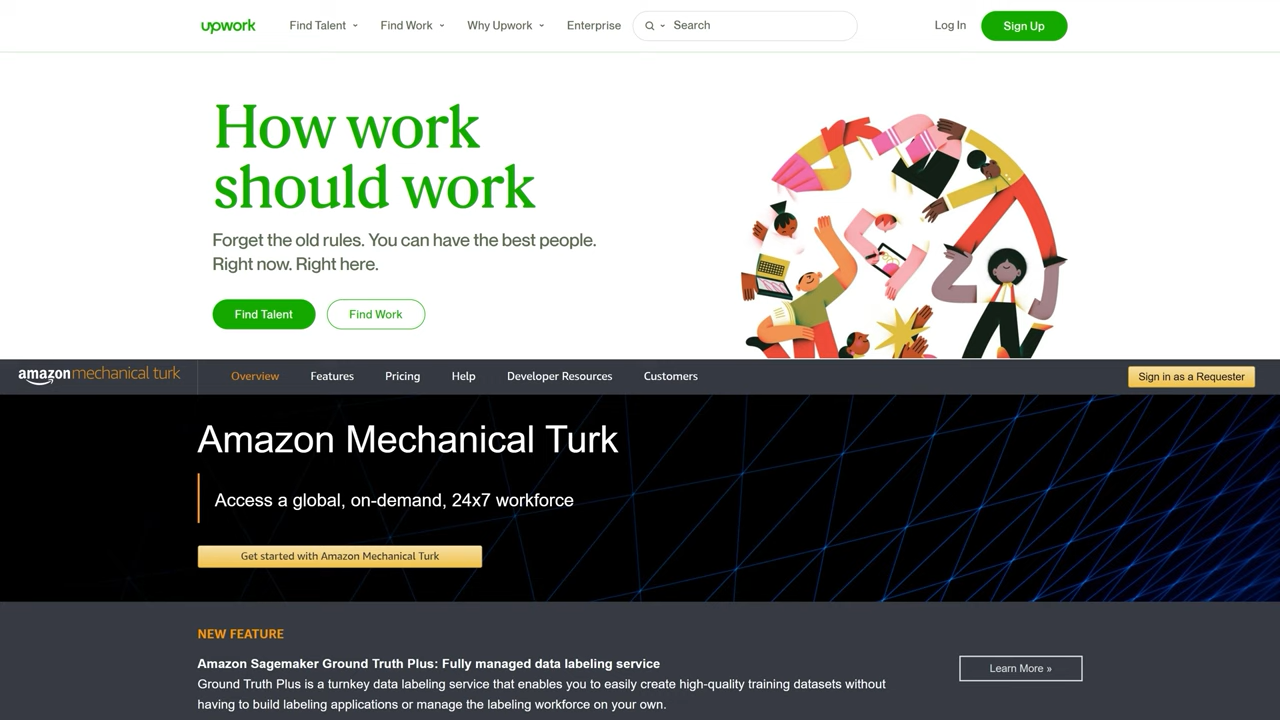 upwork Find Talent Find Work Why Upwork Enterprise Search Log In Sign Up
How work
should work
Forget the old rules. You can have the best people.
Right now. Right here.
Find Talent Find Work
amazon mechanical turk Overview Features Pricing Help Developer Resources Customers Sign in as a Requester
Amazon Mechanical Turk
Access a global, on-demand, 24x7 workforce
Get started with Amazon Mechanical Turk
NEW FEATURE
Amazon Sagemaker Ground Truth Plus: Fully managed data labeling service
Ground Truth Plus is a turnkey data labeling service that enables you to easily create high-quality training datasets without
having to build labeling applications or manage the labeling workforce on your own.
Learn More »